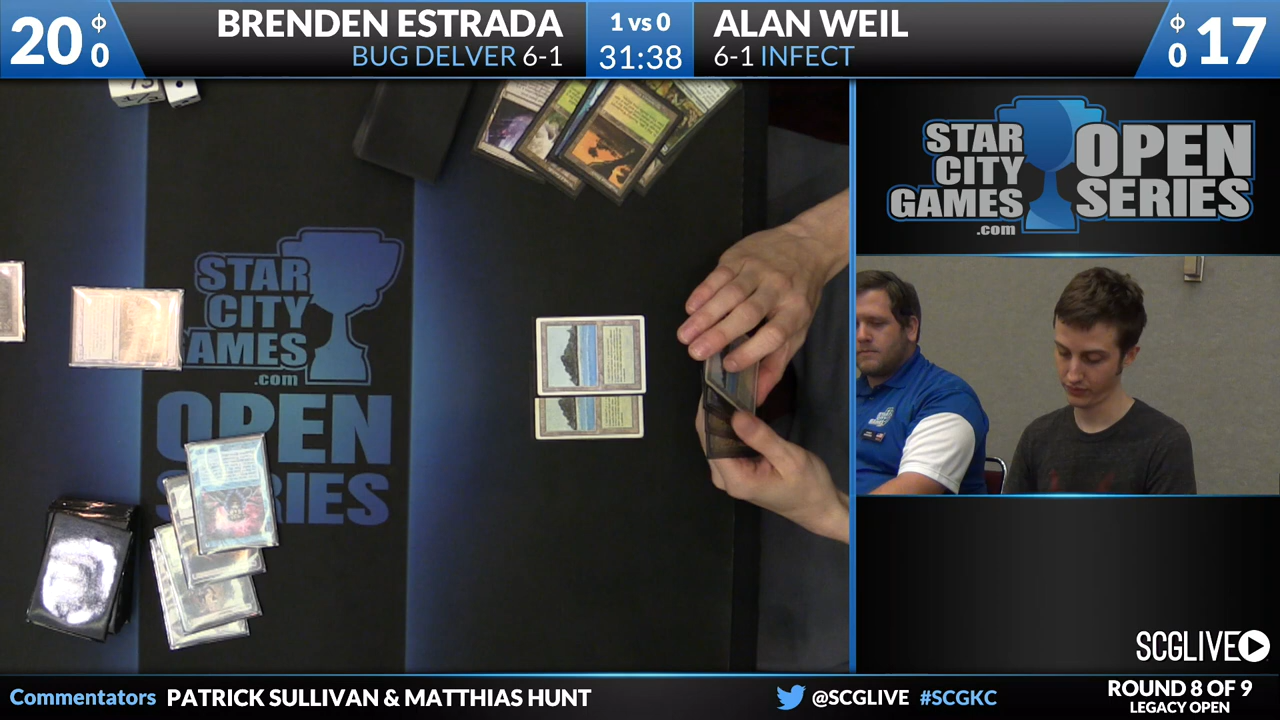 20 φ 0
BRENDEN ESTRADA
BUG DELVER 6-1
1 vs 0
31:38
ALAN WEIL
6-1 INFECT
φ 0 17
STAR
CITY
GAMES
.com
OPEN
SERIES
STAR
CITY
GAMES
.com
OPEN
SERIES
SCGLIVE
Commentators PATRICK SULLIVAN & MATTHIAS HUNT
@SCGLIVE #SCGKC
ROUND 8 OF 9
LEGACY OPEN